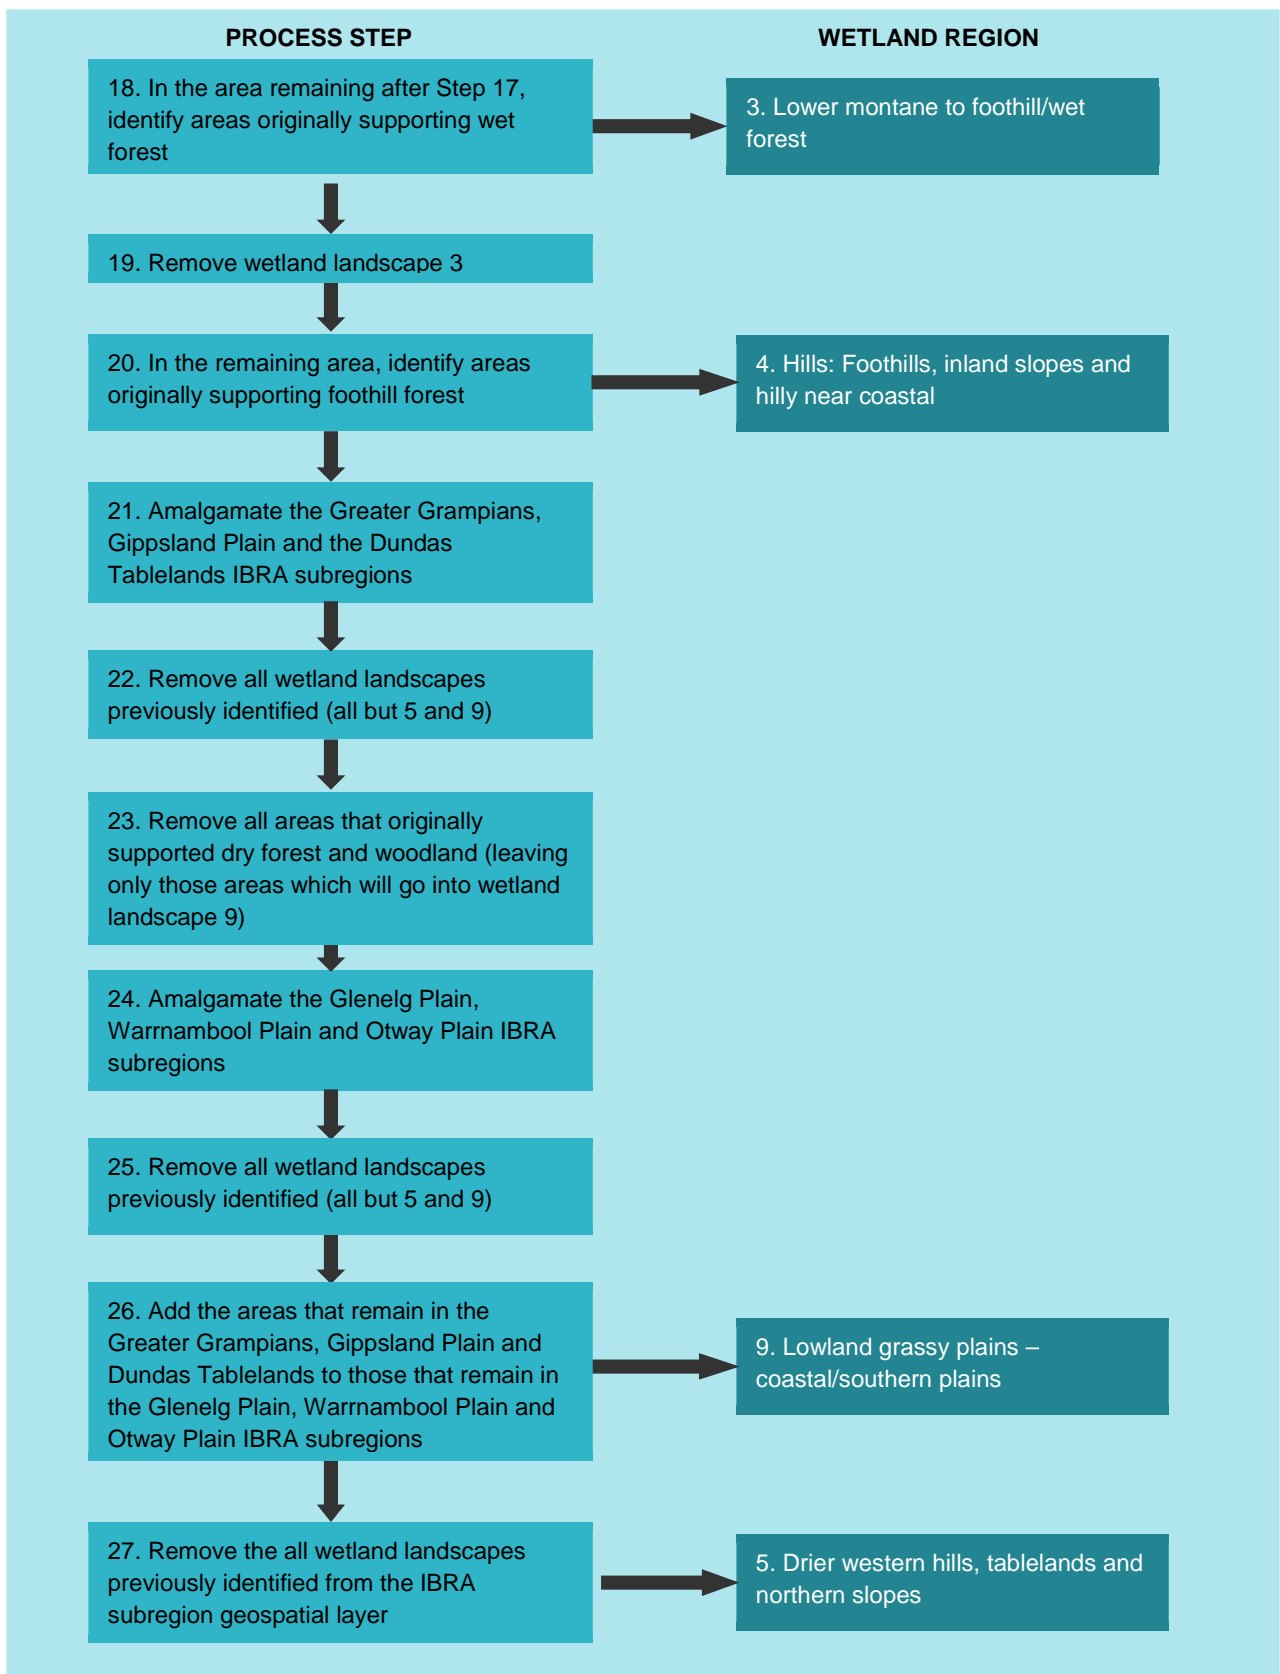 PROCESS STEP
WETLAND REGION
18. In the area remaining after Step 17,
identify areas originally supporting wet
forest
3. Lower montane to foothill/wet
forest
19. Remove wetland landscape 3
20. In the remaining area, identify areas
originally supporting foothill forest
4. Hills: Foothills, inland slopes and
hilly near coastal
21. Amalgamate the Greater Grampians,
Gippsland Plain and the Dundas
Tablelands IBRA subregions
22. Remove all wetland landscapes
previously identified (all but 5 and 9)
23. Remove all areas that originally
supported dry forest and woodland (leaving
only those areas which will go into wetland
landscape 9)
24. Amalgamate the Glenelg Plain,
Warrnambool Plain and Otway Plain IBRA
subregions
25. Remove all wetland landscapes
previously identified (all but 5 and 9)
26. Add the areas that remain in the
Greater Grampians, Gippsland Plain and
Dundas Tablelands to those that remain in
the Glenelg Plain, Warrnambool Plain and
Otway Plain IBRA subregions
9. Lowland grassy plains –
coastal/southern plains
27. Remove the all wetland landscapes
previously identified from the IBRA
subregion geospatial layer
5. Drier western hills, tablelands and
northern slopes